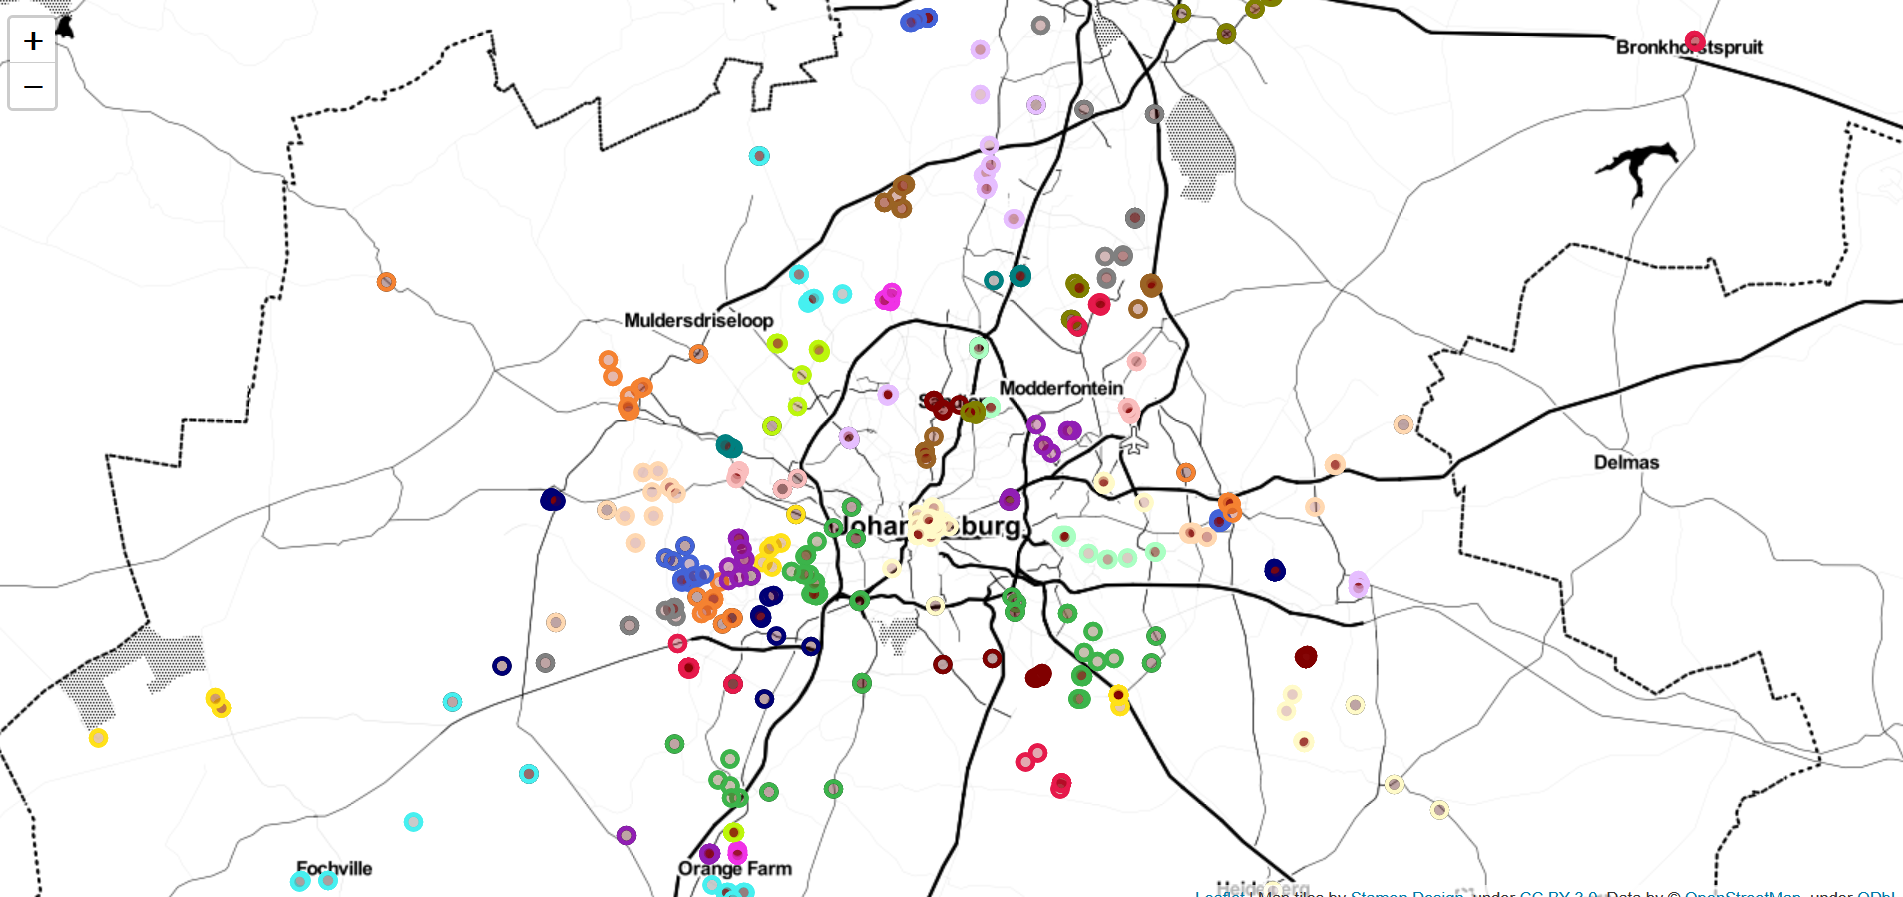 +
Bronkhorstspruit
−
Muldersdriseloop
Modderfontein
Delmas
Johannesburg
Fochville
Orange Farm
Heidelberg
Leaflet | Map tiles by Stamen Design, under CC BY 3.0. Data by © OpenStreetMap, under ODbL